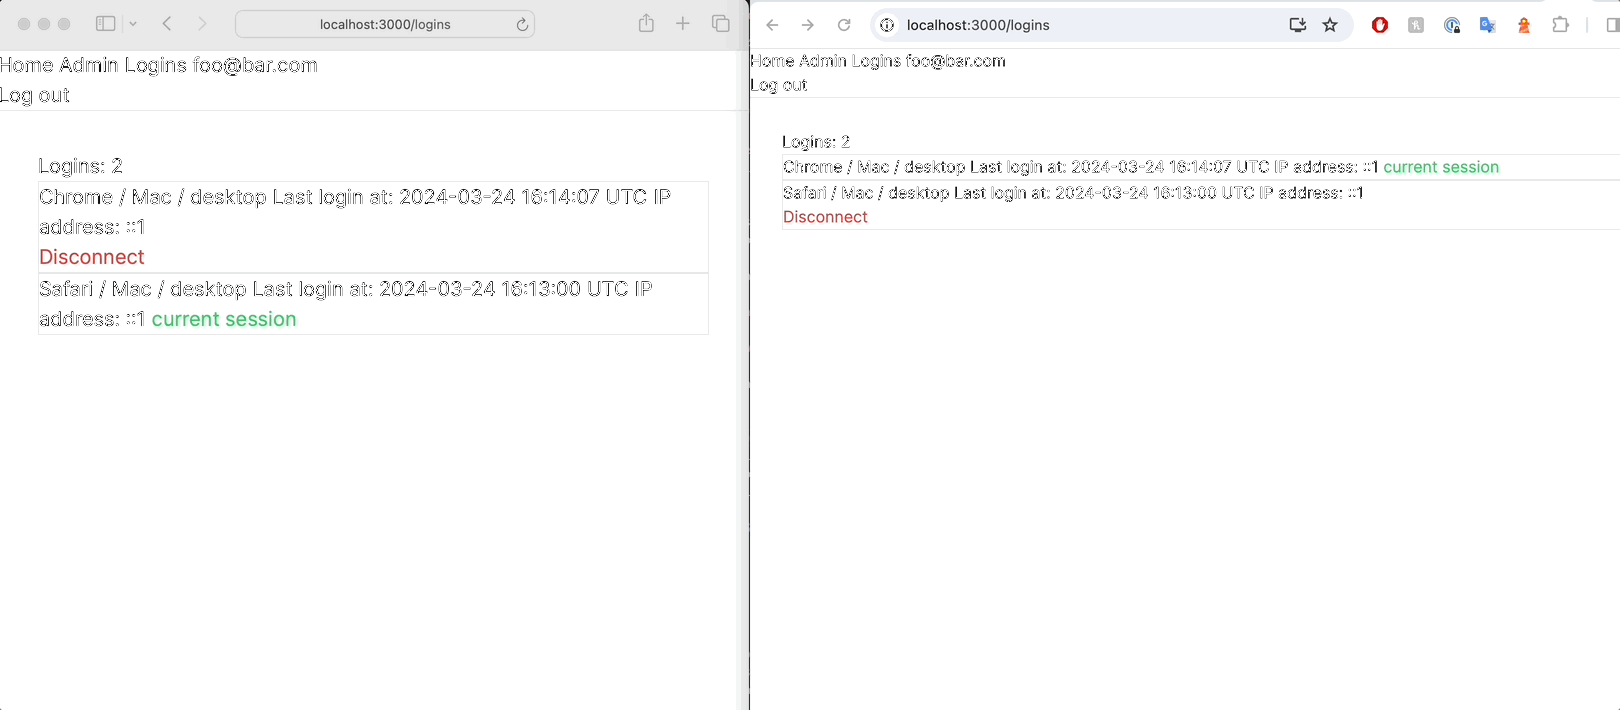 localhost:3000/logins
Home Admin Logins foo@bar.com
Log out
Logins: 2
Chrome / Mac / desktop Last login at: 2024-03-24 16:14:07 UTC IP
address: ::1
Disconnect
Safari / Mac / desktop Last login at: 2024-03-24 16:13:00 UTC IP
address: ::1 current session
localhost:3000/logins
Home Admin Logins foo@bar.com
Log out
Logins: 2
Chrome / Mac / desktop Last login at: 2024-03-24 16:14:07 UTC IP address: ::1 current session
Safari / Mac / desktop Last login at: 2024-03-24 16:13:00 UTC IP address: ::1
Disconnect